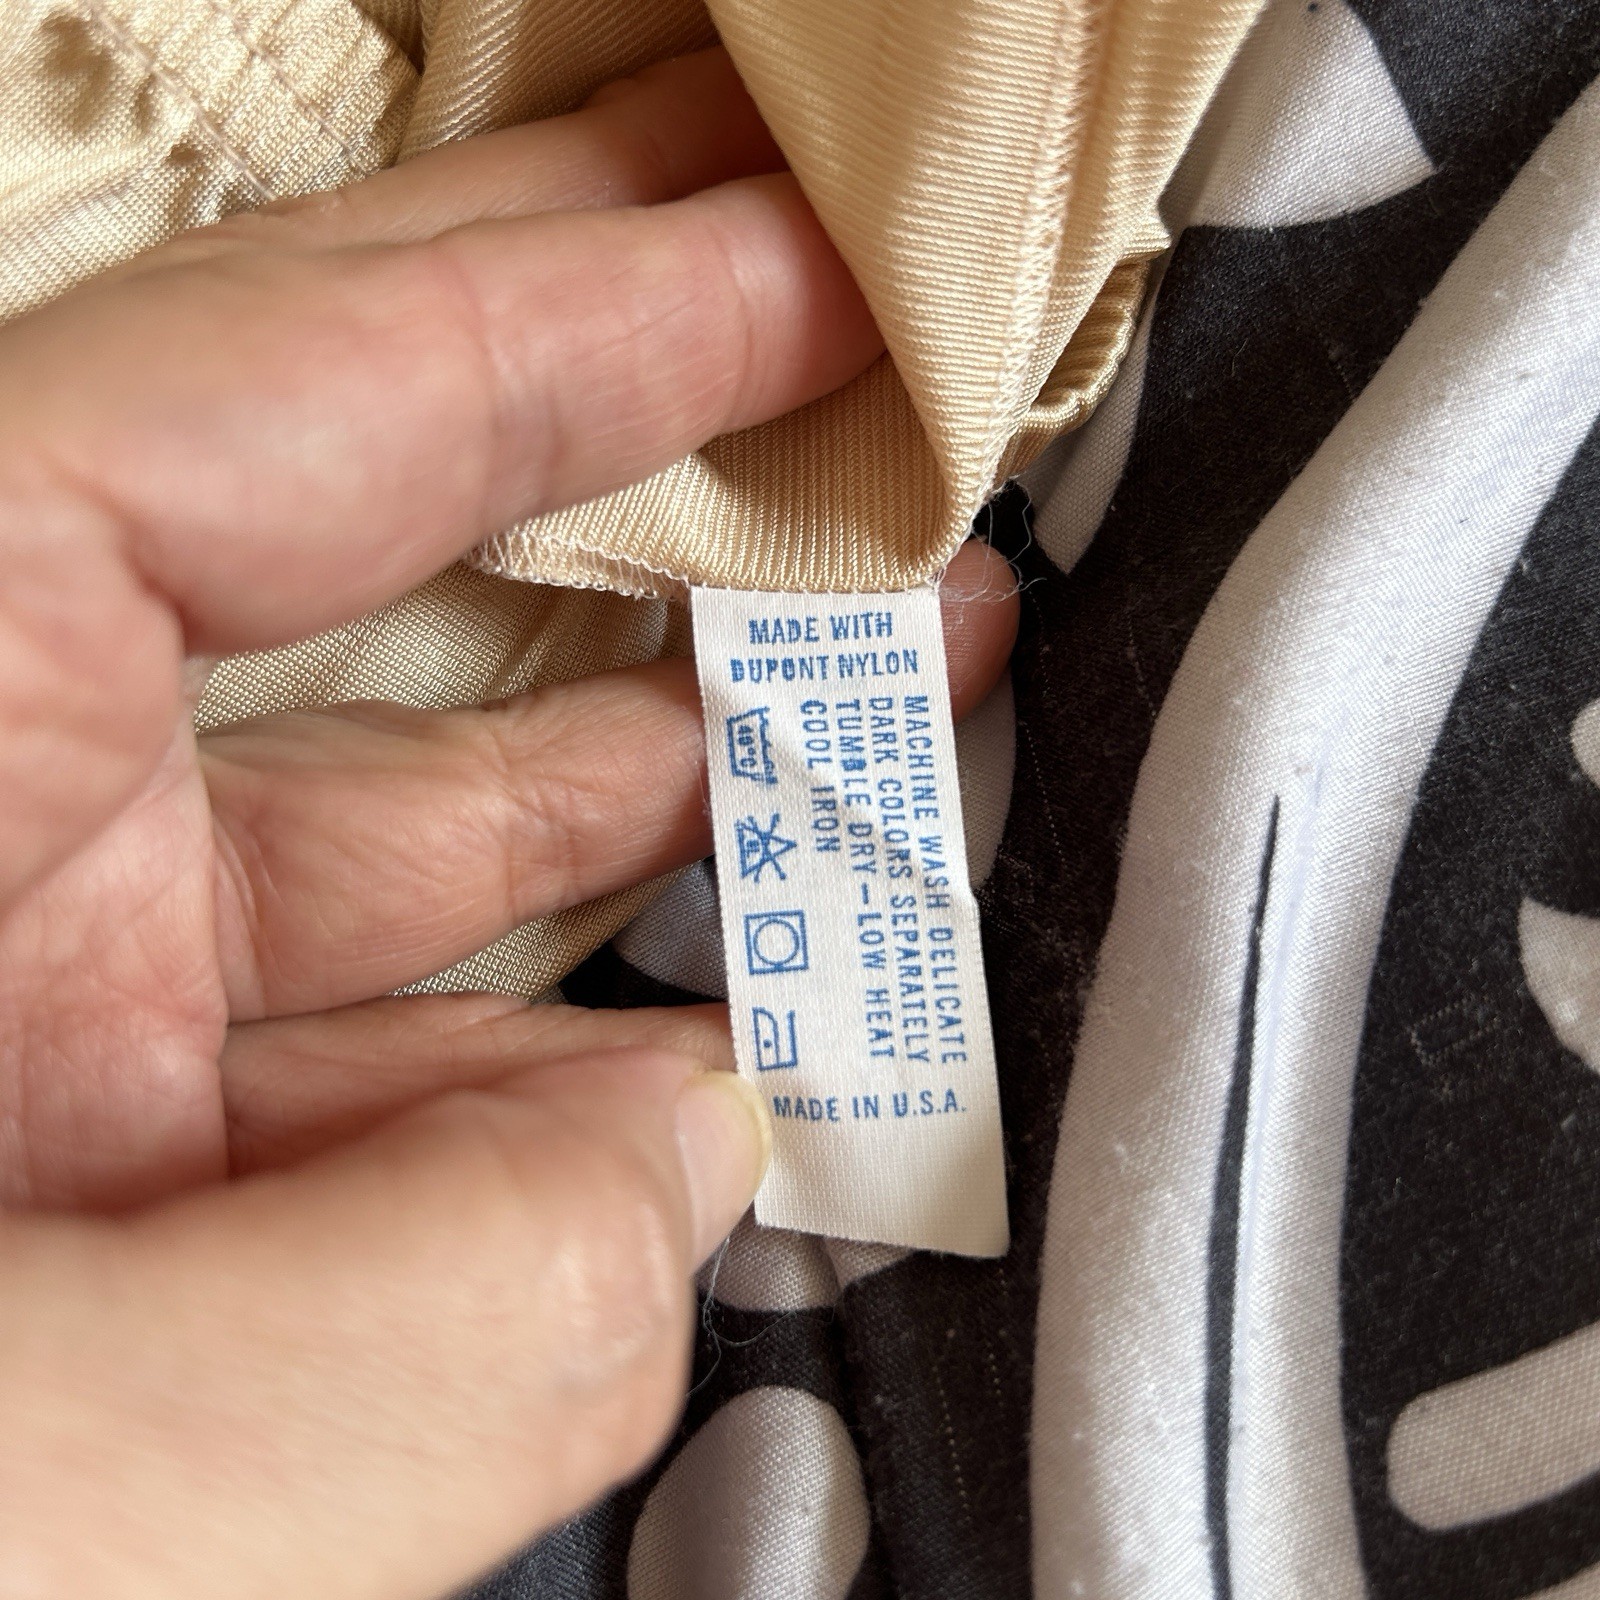 MADE WITH
DUPONT NYLON
MACHINE WASH DELICATE
DARK COLORS SEPARATELY
TUMBLE DRY—LOW HEAT
COOL IRON
40°C
MADE IN U.S.A.